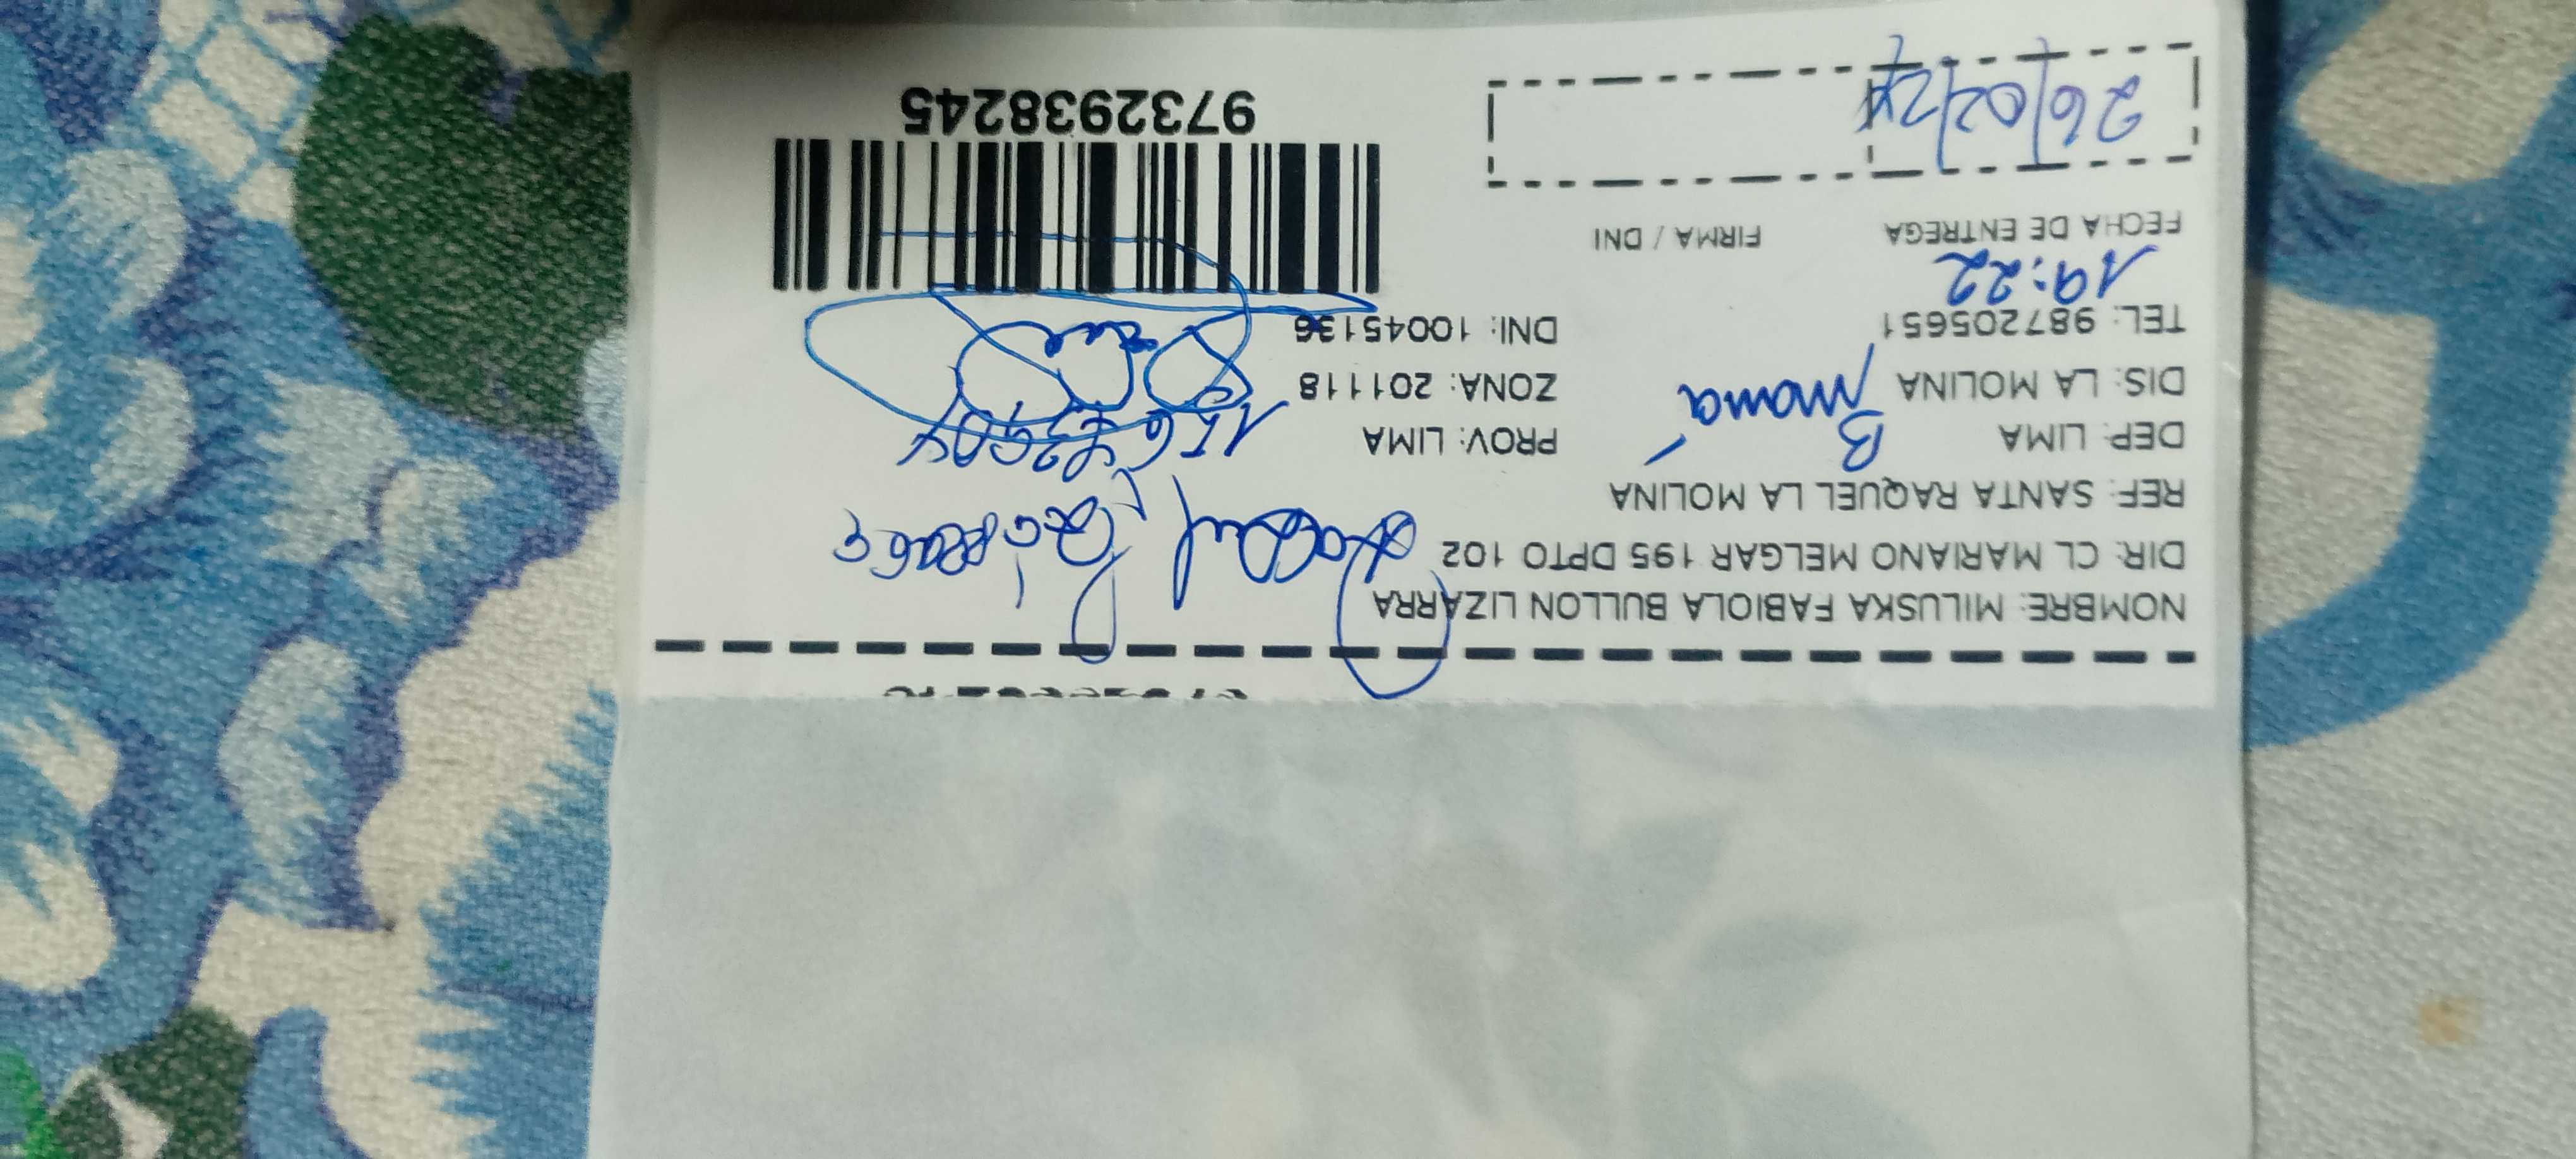 NOMBRE: MILUSKA FABIOLA BULLON LIZARRA
DIR: CL MARIANO MELGAR 195 DPTO 102
REF: SANTA RAQUEL LA MOLINA
DEP: LIMA PROV: LIMA
B
DIS: LA MOLINA ZONA: 201118
mamá
TEL: 987205651 DNI: 10045136
19:22
FECHA DE ENTREGA FIRMA / DNI
26/02/24
9732938245